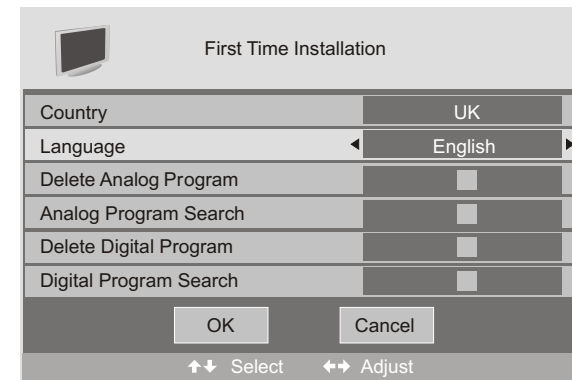 First Time Installation
Country UK
Language English
Delete Analog Program
Analog Program Search
Delete Digital Program
Digital Program Search
OK Cancel
Select Adjust